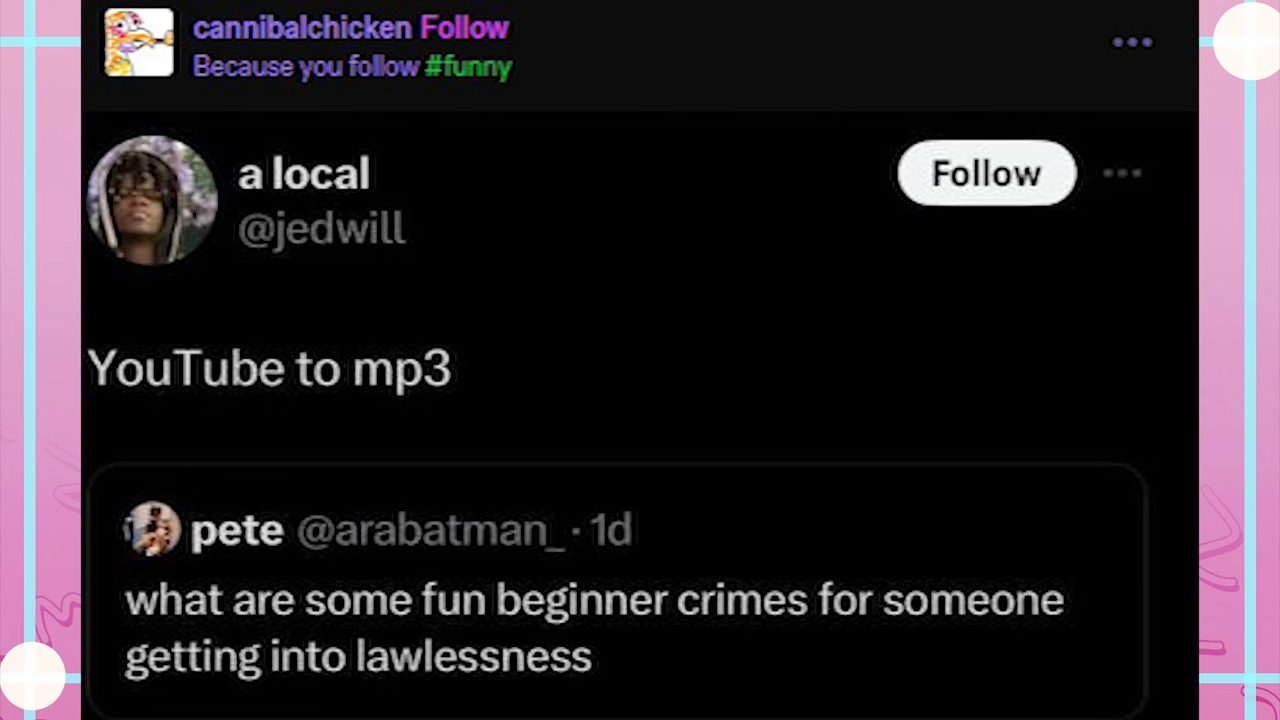 cannibalchicken Follow
Because you follow #funny
a local
@jedwill
Follow
YouTube to mp3
pete @arabatman_ · 1d
what are some fun beginner crimes for someone
getting into lawlessness